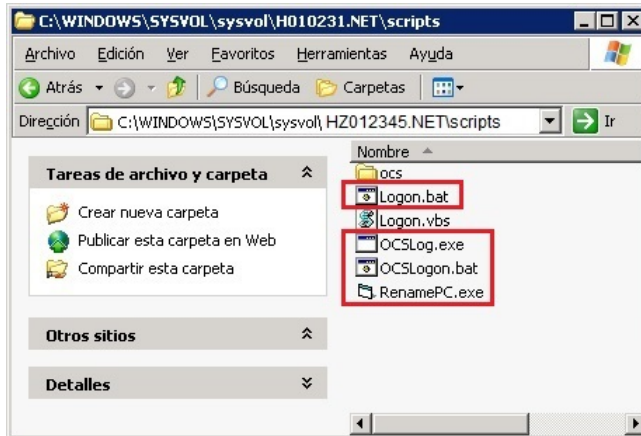 C:\WINDOWS\SYSVOL\sysvol\H010231.NET\scripts
Archivo Edición Ver Favoritos Herramientas Ayuda
Atrás Búsqueda Carpetas
Dirección C:\WINDOWS\SYSVOL\sysvol\ HZ012345.NET\scripts Ir
Tareas de archivo y carpeta
Crear nueva carpeta
Publicar esta carpeta en Web
Compartir esta carpeta
Otros sitios
Detalles
Nombre
ocs
Logon.bat
Logon.vbs
OCSLog.exe
OCSLogon.bat
RenamePC.exe